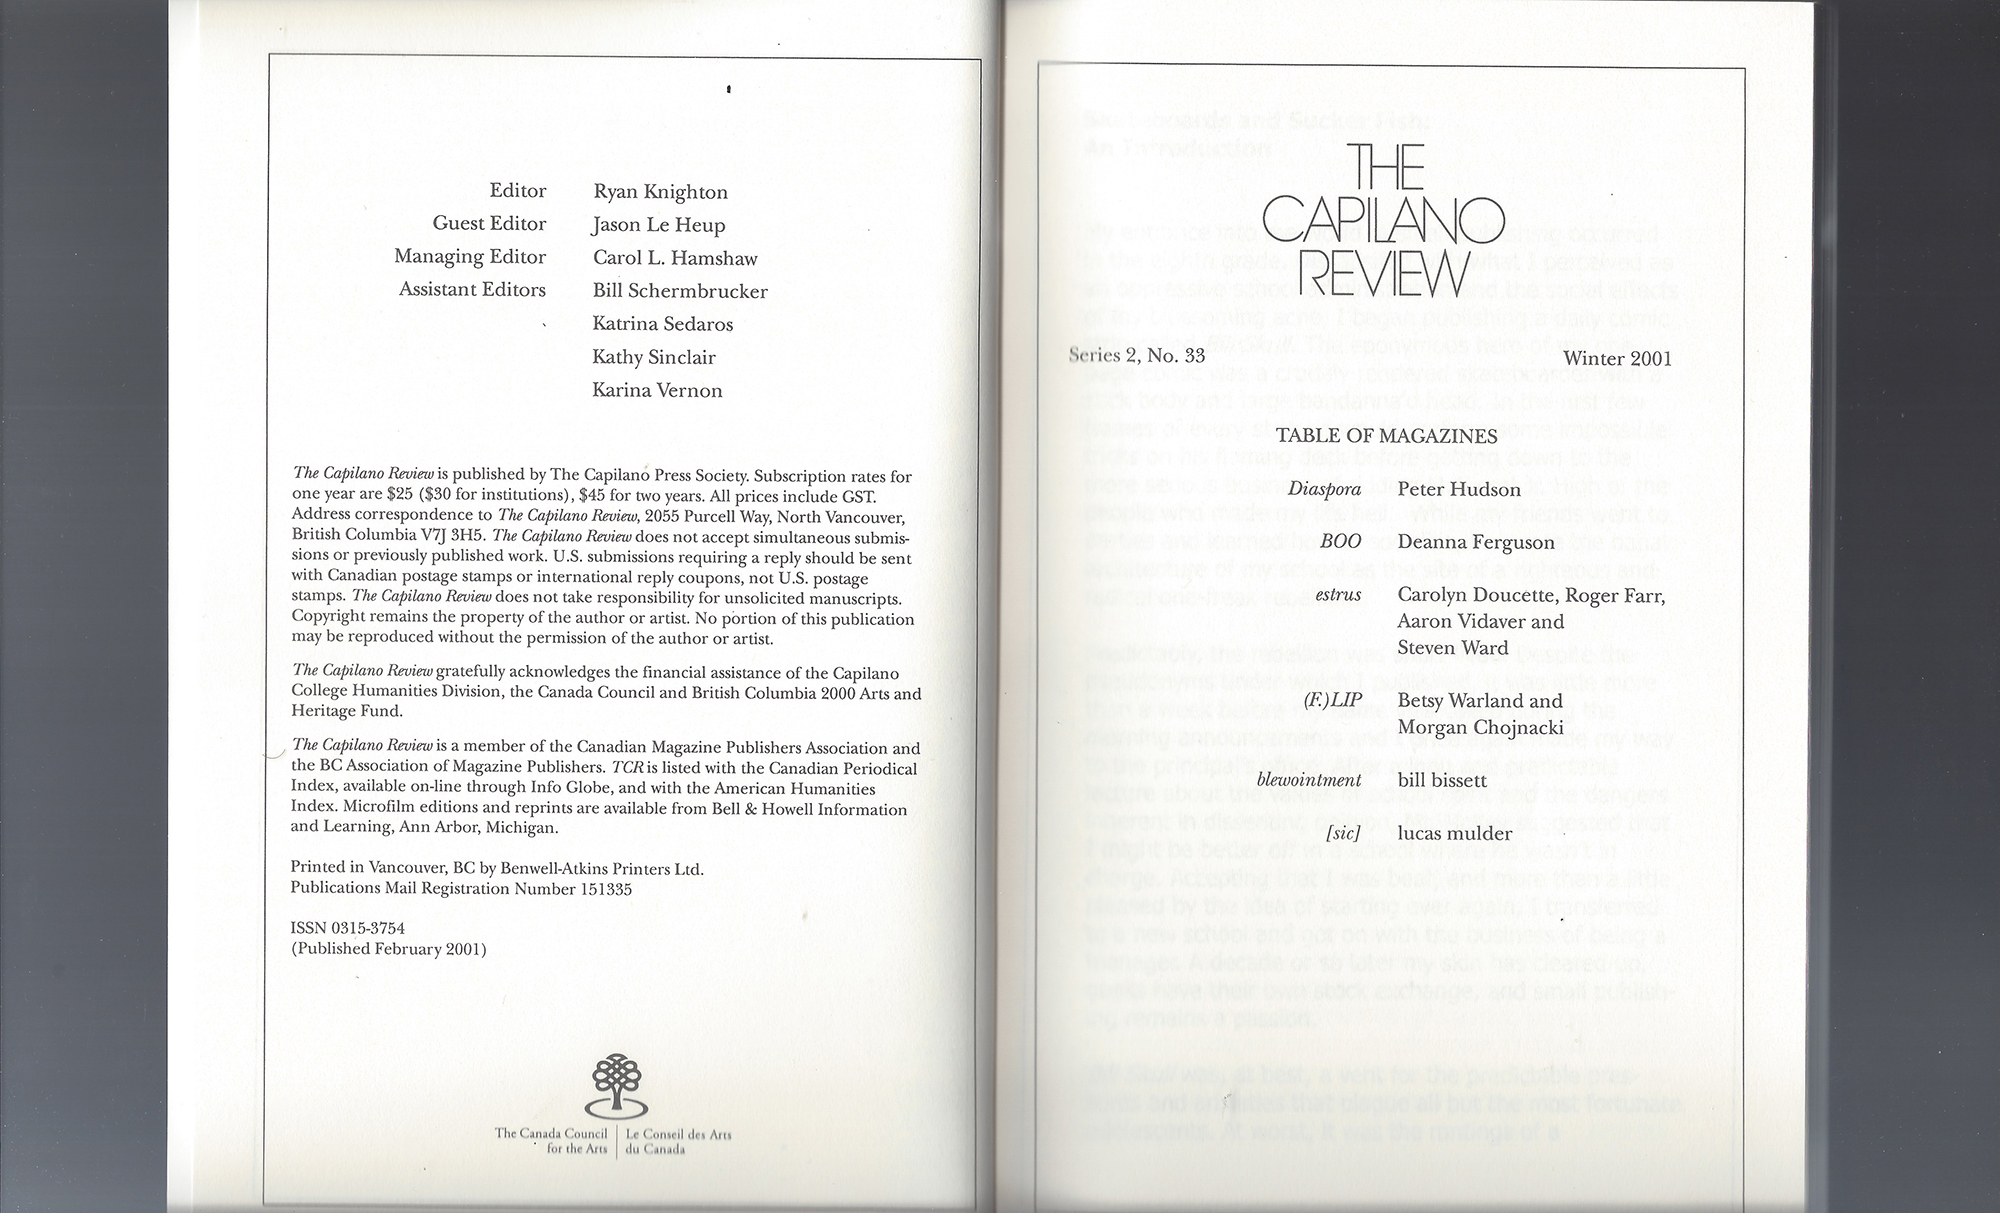 Editor Ryan Knighton
Guest Editor Jason Le Heup
Managing Editor Carol L. Hamshaw
Assistant Editors Bill Schermbrucker
Katrina Sedaros
Kathy Sinclair
Karina Vernon
The Capilano Review is published by The Capilano Press Society. Subscription rates for
one year are $25 ($30 for institutions), $45 for two years. All prices include GST.
Address correspondence to The Capilano Review, 2055 Purcell Way, North Vancouver,
British Columbia V7J 3H5. The Capilano Review does not accept simultaneous submis-
sions or previously published work. U.S. submissions requiring a reply should be sent
with Canadian postage stamps or international reply coupons, not U.S. postage
stamps. The Capilano Review does not take responsibility for unsolicited manuscripts.
Copyright remains the property of the author or artist. No portion of this publication
may be reproduced without the permission of the author or artist.
The Capilano Review gratefully acknowledges the financial assistance of the Capilano
College Humanities Division, the Canada Council and British Columbia 2000 Arts and
Heritage Fund.
The Capilano Review is a member of the Canadian Magazine Publishers Association and
the BC Association of Magazine Publishers. TCR is listed with the Canadian Periodical
Index, available on-line through Info Globe, and with the American Humanities
Index. Microfilm editions and reprints are available from Bell & Howell Information
and Learning, Ann Arbor, Michigan.
Printed in Vancouver, BC by Benwell-Atkins Printers Ltd.
Publications Mail Registration Number 151335
ISSN 0315-3754
(Published February 2001)
The Canada Council
for the Arts
Le Conseil des Arts
du Canada
THE
CAPILANO
REVIEW
Series 2, No. 33 Winter 2001
TABLE OF MAGAZINES
Diaspora Peter Hudson
BOO Deanna Ferguson
estrus Carolyn Doucette, Roger Farr,
Aaron Vidaver and
Steven Ward
(F.)LIP Betsy Warland and
Morgan Chojnacki
blewointment bill bissett
[sic] lucas mulder